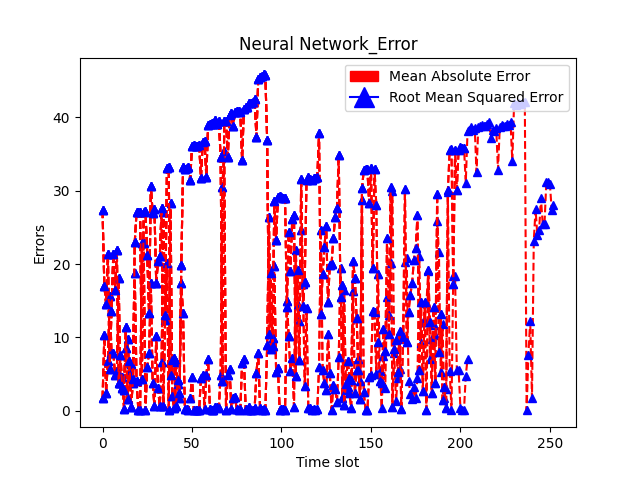 Neural Network_Error
Mean Absolute Error
Root Mean Squared Error
Errors
40
30
20
10
0
0 50 100 150 200 250
Time slot